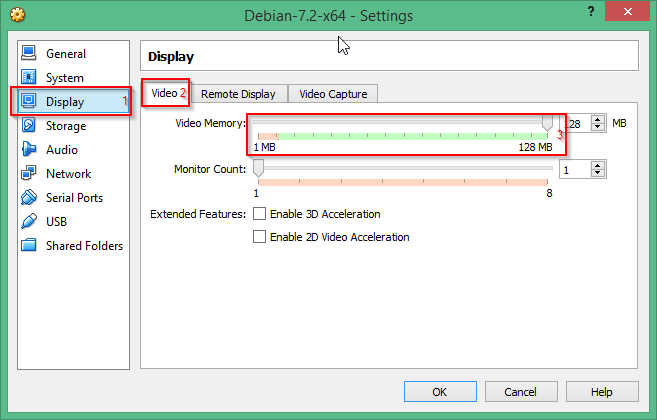 Debian-7.2-x64 - Settings
? ×
General
System
Display 1
Storage
Audio
Network
Serial Ports
USB
Shared Folders
Display
Video 2 Remote Display Video Capture
Video Memory: 128 MB
3
1 MB 128 MB
Monitor Count: 1
1 8
Extended Features: Enable 3D Acceleration
Enable 2D Video Acceleration
OK Cancel Help